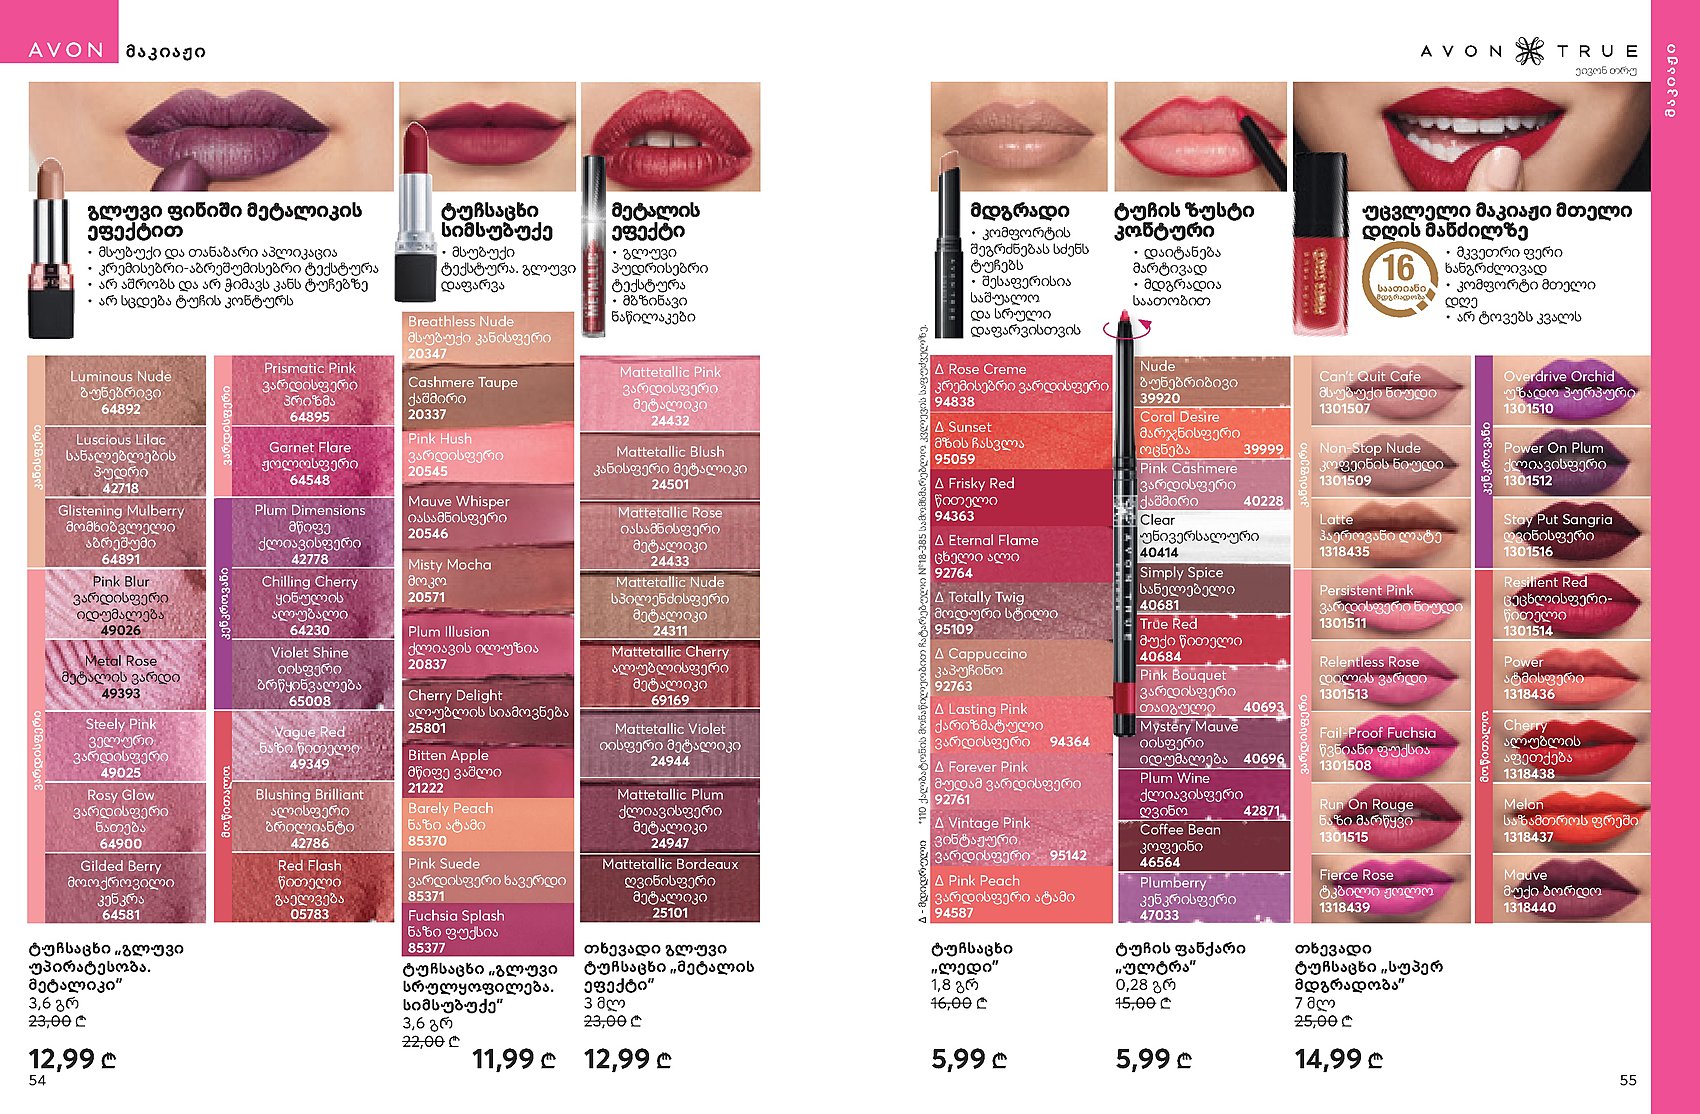 AVON
მაკიაჟი
გლუვი ფინიში მეტალიკის
ეფექტით
• მსუბუქი და თანაბარი აპლიკაცია
• კრემისებრი-აბრეშუმისებრი ტექსტურა
• არ აშრობს და არ ჭიმავს კანს ტუჩებზე
• არ სცდება ტუჩის კონტურს
კანისფერი
Luminous Nude
ბუნებრივი
64892
Luscious Lilac
სანალებლების
პუდრი
42718
Glistening Mulberry
მომხიბვლელი
აბრეშუმი
64891
ვარდისფერი
Pink Blur
ვარდისფერი
იდუმალება
49026
Metal Rose
მეტალის ვარდი
49393
Steely Pink
ველური
ვარდისფერი
49025
Rosy Glow
ვარდისფერი
ნათება
64900
Gilded Berry
მოოქროვილი
კენკრა
64581
ვარდისფერი
Prismatic Pink
ვარდისფერი
პრიზმა
64895
Garnet Flare
ჟოლოსფერი
64548
კენკროვანი
Plum Dimensions
მწიფე
ქლიავისფერი
42778
Chilling Cherry
ყინულის
ალუბალი
64230
Violet Shine
იისფერი
ბრწყინვალება
65008
მოწითალო
Vague Red
ნაზი წითელი
49349
Blushing Brilliant
ალისფერი
ბრილიანტი
42786
Red Flash
წითელი
გაელვება
05783
ტუჩსაცხი „გლუვი
უპირატესობა.
მეტალიკი”
3,6 გრ
23,00 ₾
12,99 ₾
54
ტუჩსაცხი
სიმსუბუქე
• მსუბუქი
ტექსტურა. გლუვი
დაფარვა
Breathless Nude
მსუბუქი კანისფერი
20347
Cashmere Taupe
ქაშმირი
20337
Pink Hush
ვარდისფერი
20545
Mauve Whisper
იასამნისფერი
20546
Misty Mocha
მოკო
20571
Plum Illusion
ქლიავის ილუზია
20837
Cherry Delight
ალუბლის სიამოვნება
25801
Bitten Apple
მწიფე ვაშლი
21222
Barely Peach
ნაზი ატამი
85370
Pink Suede
ვარდისფერი ხავერდი
85371
Fuchsia Splash
ნაზი ფუქსია
85377
ტუჩსაცხი „გლუვი
სრულყოფილება.
სიმსუბუქე”
3,6 გრ
22,00 ₾
11,99 ₾
მეტალის
ეფექტი
• გლუვი
პუდრისებრი
ტექსტურა
• მბზინავი
ნაწილაკები
Mattetallic Pink
ვარდისფერი
მეტალიკი
24432
Mattetallic Blush
კანისფერი მეტალიკი
24501
Mattetallic Rose
იასამნისფერი
მეტალიკი
24433
Mattetallic Nude
სპილენძისფერი
მეტალიკი
24311
Mattetallic Cherry
ალუბლისფერი
მეტალიკი
69169
Mattetallic Violet
იისფერი მეტალიკი
24944
Mattetallic Plum
ქლიავისფერი
მეტალიკი
24947
Mattetallic Bordeaux
ღვინისფერი
მეტალიკი
25101
თხევადი გლუვი
ტუჩსაცხი „მეტალის
ეფექტი”
3 მლ
23,00 ₾
12,99 ₾
AVON TRUE
ეივონ თრუ
მაკიაჟი
მდგრადი
• კომფორტის
შეგრძნებას სძენს
ტუჩებს
• შესაფერისია
საშუალო
და სრული
დაფარვისთვის
Δ Rose Creme
კრემისებრი ვარდისფერი
94838
Δ Sunset
მზის ჩასვლა
95059
Δ Frisky Red
წითელი
94363
Δ Eternal Flame
ცხელი ალი
92764
Δ Totally Twig
მოდური სტილი
95109
Δ Cappuccino
კაპუჩინო
92763
Δ Lasting Pink
ქარიზმატული
ვარდისფერი 94364
Δ Forever Pink
მუდამ ვარდისფერი
92761
Δ Vintage Pink
ვინტაჟური
ვარდისფერი 95142
Δ Pink Peach
ვარდისფერი ატამი
94587
Δ - მდიდრული
ტუჩსაცხი
„ლედი”
1,8 გრ
16,00 ₾
5,99 ₾
ტუჩის ზუსტი
კონტური
• დაიტანება
მარტივად
• მდგრადია
საათობით
Nude
ბუნებრიბივი
39920
Coral Desire
მარჯნისფერი
ოცნება 39999
Pink Cashmere
ვარდისფერი
ქაშმირი 40228
Clear
უნივერსალური
40414
Simply Spice
სანელებელი
40681
True Red
მუქი წითელი
40684
Pink Bouquet
ვარდისფერი
თაიგული 40693
Mystery Mauve
იისფერი
იდუმალება 40696
Plum Wine
ქლიავისფერი
ღვინო 42871
Coffee Bean
კოფეინი
46564
Plumberry
კენკრისფერი
47033
ტუჩის ფანქარი
„ულტრა”
0,28 გრ
15,00 ₾
5,99 ₾
უცვლელი მაკიაჟი მთელი
დღის მანძილზე
16
საათიანი
მდგრადობა
• მკვეთრი ფერი
ხანგრძლივად
• კომფორტი მთელი
დღე
• არ ტოვებს კვალს
კანისფერი
Can't Quit Cafe
მსუბუქი ნიუდი
1301507
Non-Stop Nude
კოფეინის ნიუდი
1301509
Latte
ჰაეროვანი ლატე
1318435
ვარდისფერი
Persistent Pink
ვარდისფერი ნიუდი
1301511
Relentless Rose
დილის ვარდი
1301513
Fail-Proof Fuchsia
წვნიანი ფუქსია
1301508
Run On Rouge
ნაზი მარწყვი
1301515
Fierce Rose
ტკბილი ჟოლო
1318439
კენკროვანი
Overdrive Orchid
უზადო პურპური
1301510
Power On Plum
ქლიავისფერი
1301512
Stay Put Sangria
ღვინისფერი
1301516
მოწითალო
Resilient Red
ცეცხლისფერი-
წითელი
1301514
Power
ატმისფერი
1318436
Cherry
ალუბლის
აფეთქება
1318438
Melon
საზამთროს ფრეში
1318437
Mauve
მუქი ბორდო
1318440
თხევადი
ტუჩსაცხი „სუპერ
მდგრადობა”
7 მლ
25,00 ₾
14,99 ₾
55